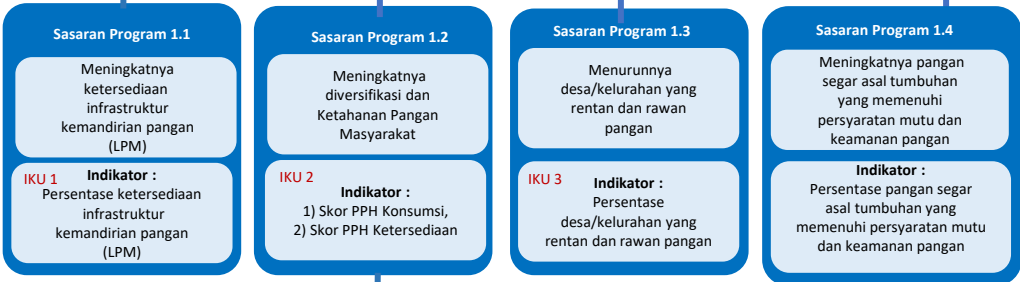 Sasaran Program 1.1
Meningkatnya
ketersediaan
infrastruktur
kemandirian pangan
(LPM)
IKU 1
Indikator :
Persentase ketersediaan
infrastruktur
kemandirian pangan
(LPM)
Sasaran Program 1.2
Meningkatnya
diversifikasi dan
Ketahanan Pangan
Masyarakat
IKU 2
Indikator :
1) Skor PPH Konsumsi,
2) Skor PPH Ketersediaan
Sasaran Program 1.3
Menurunnya
desa/kelurahan yang
rentan dan rawan
pangan
IKU 3
Indikator :
Persentase
desa/kelurahan yang
rentan dan rawan pangan
Sasaran Program 1.4
Meningkatnya pangan
segar asal tumbuhan
yang memenuhi
persyaratan mutu dan
keamanan pangan
Indikator :
Persentase pangan segar
asal tumbuhan yang
memenuhi persyaratan mutu
dan keamanan pangan